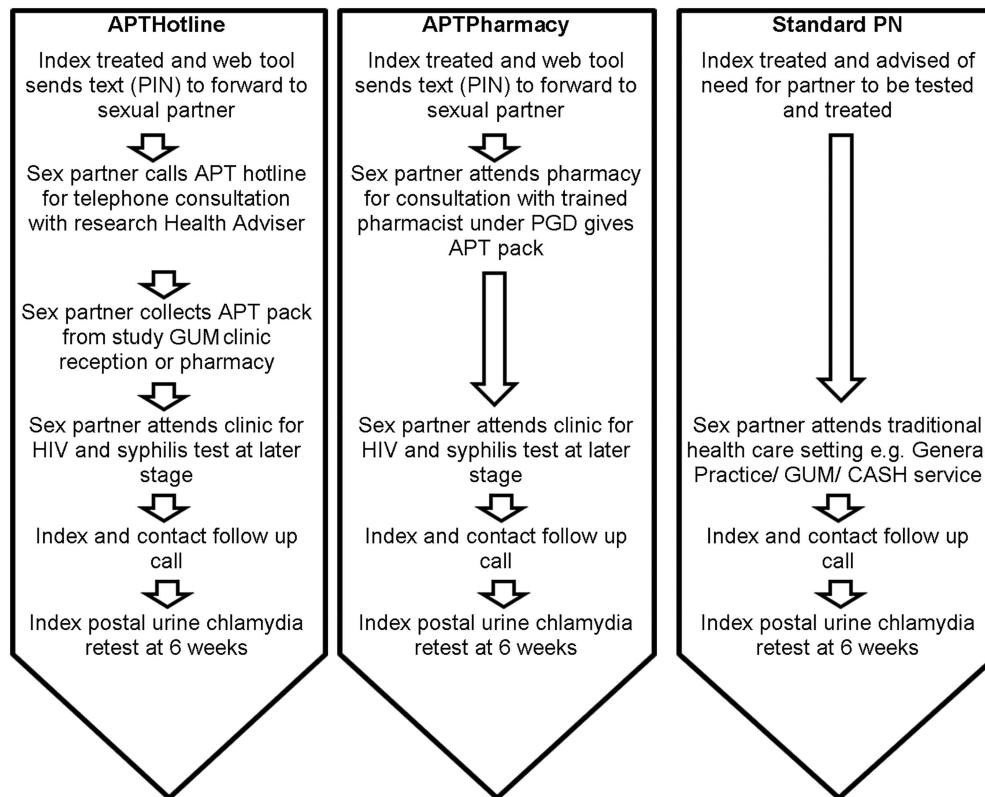 APTHotline
Index treated and web tool
sends text (PIN) to forward to
sexual partner
Sex partner calls APT hotline
for telephone consultation
with research Health Adviser
Sex partner collects APT pack
from study GUM clinic
reception or pharmacy
Sex partner attends clinic for
HIV and syphilis test at later
stage
Index and contact follow up
call
Index postal urine chlamydia
retest at 6 weeks
APTPharmacy
Index treated and web tool
sends text (PIN) to forward to
sexual partner
Sex partner attends pharmacy
for consultation with trained
pharmacist under PGD gives
APT pack
Sex partner attends clinic for
HIV and syphilis test at later
stage
Index and contact follow up
call
Index postal urine chlamydia
retest at 6 weeks
Standard PN
Index treated and advised of
need for partner to be tested
and treated
Sex partner attends traditional
health care setting e.g. Genera
Practice/ GUM/ CASH service
Index and contact follow up
call
Index postal urine chlamydia
retest at 6 weeks